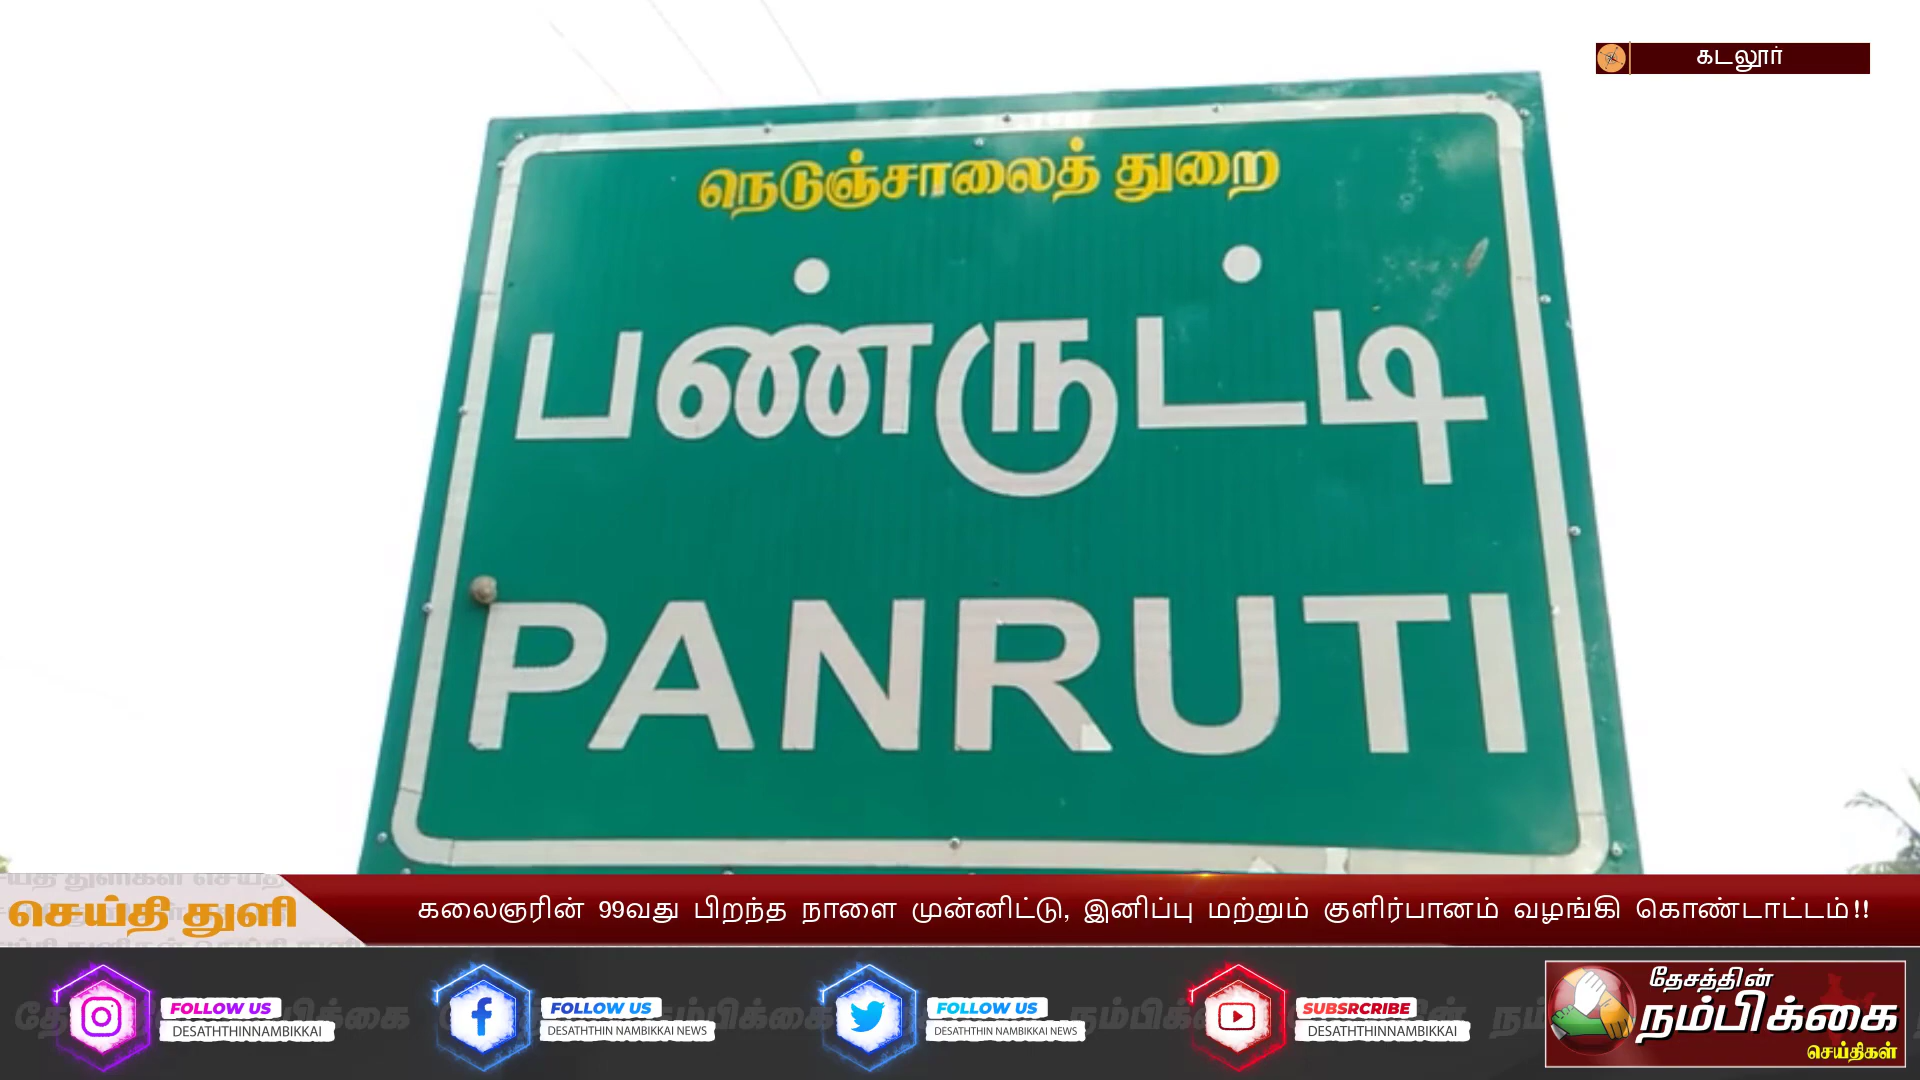 கடலூர்
நெடுஞ்சாலைத் துறை
பண்ருட்டி
PANRUTI
செய்தி துளி
கலைஞரின் 99வது பிறந்த நாளை முன்னிட்டு, இனிப்பு மற்றும் குளிர்பானம் வழங்கி கொண்டாட்டம்!!
FOLLOW US
DESATHTHINNAMBIKKAI
FOLLOW US
DESATHTHIN NAMBIKKAI NEWS
FOLLOW US
DESATHTHIN NAMBIKKAI NEWS
SUBSRCRIBE
DESATHTHINNAMBIKKAI
தேசத்தின்
நம்பிக்கை
செய்திகள்